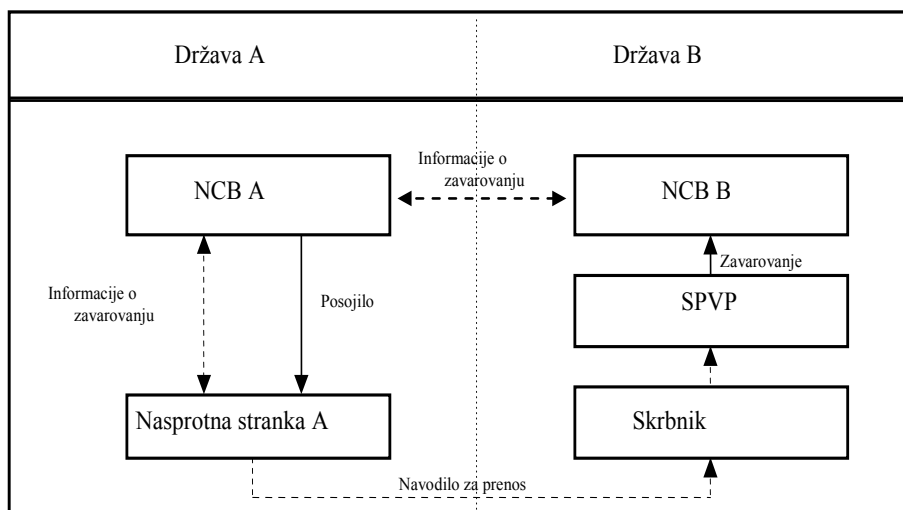 Država A
Država B
Informacije o
zavarovanju
NCB A
NCB B
Zavarovanje
Informacije o
zavarovanju
Posojilo
SPVP
Nasprotna stranka A
Skrbnik
Navodilo za prenos